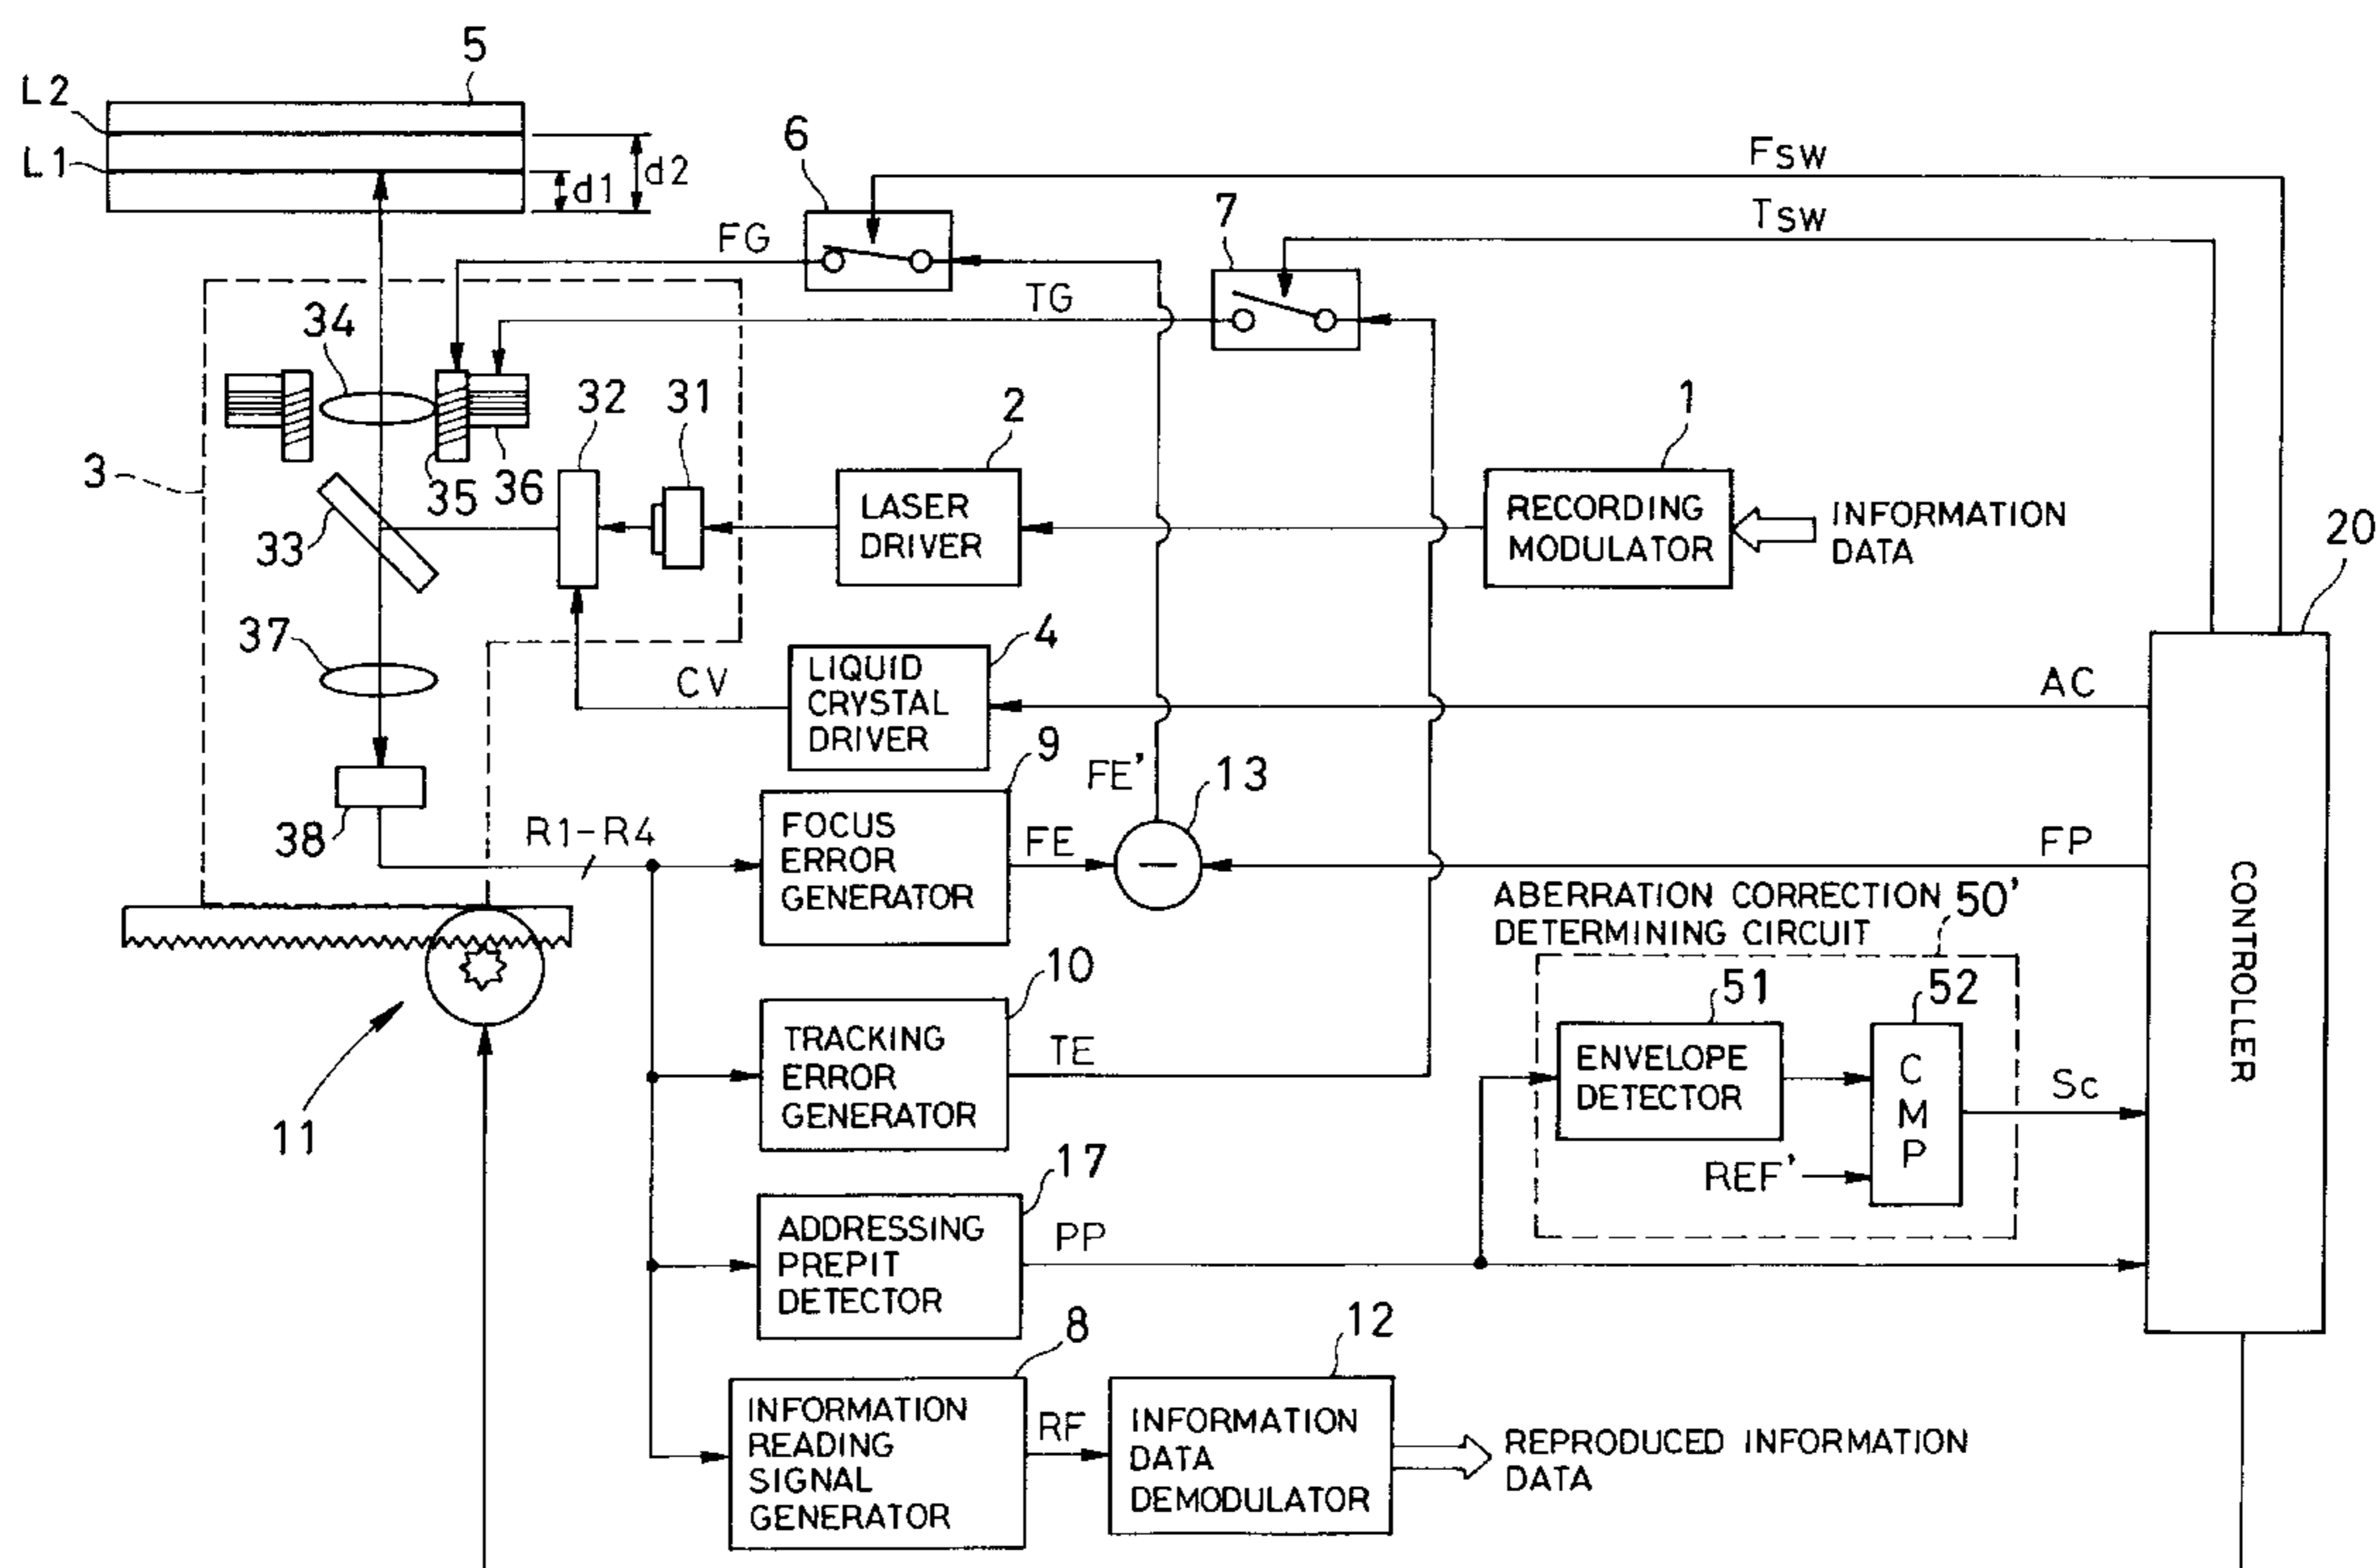 5
L2
L1
d1
d2
6
FSW
7
TSW
FG
TG
34
32
31
2
1
3
35
36
LASER
DRIVER
RECORDING
MODULATOR
INFORMATION
DATA
20
33
37
4
CV
LIQUID
CRYSTAL
DRIVER
AC
9
FE'
13
38
R1-R4
FOCUS
ERROR
GENERATOR
FE
−
FP
CONTROLLER
ABERRATION CORRECTION
DETERMINING CIRCUIT
50'
10
51
52
11
TRACKING
ERROR
GENERATOR
TE
ENVELOPE
DETECTOR
C
M
P
Sc
REF'
17
ADDRESSING
PREPIT
DETECTOR
PP
8
12
INFORMATION
READING
SIGNAL
GENERATOR
RF
INFORMATION
DATA
DEMODULATOR
REPRODUCED INFORMATION
DATA